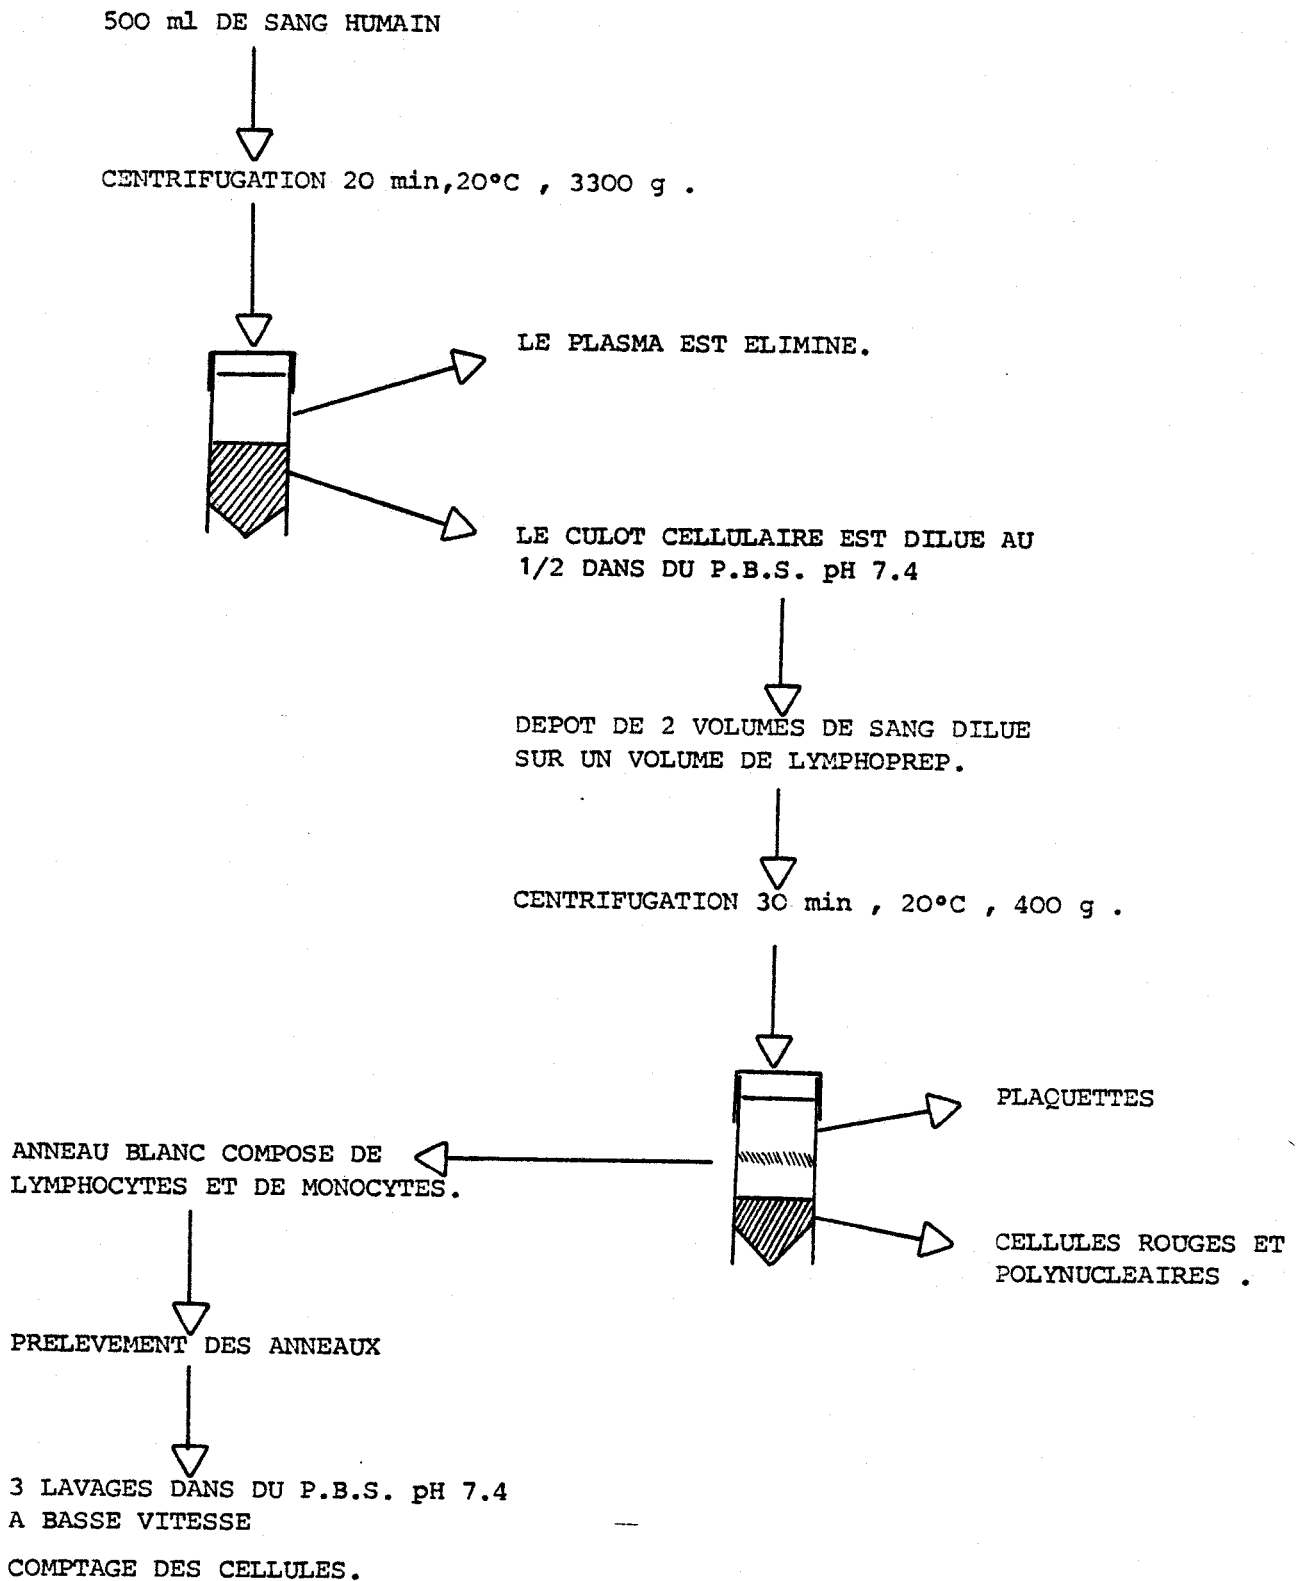 500 ml DE SANG HUMAIN
CENTRIFUGATION 20 min,20°C , 3300 g .
LE PLASMA EST ELIMINE.
LE CULOT CELLULAIRE EST DILUE AU
1/2 DANS DU P.B.S. pH 7.4
DEPOT DE 2 VOLUMES DE SANG DILUE
SUR UN VOLUME DE LYMPHOPREP.
CENTRIFUGATION 30 min , 20°C , 400 g .
PLAQUETTES
ANNEAU BLANC COMPOSE DE
LYMPHOCYTES ET DE MONOCYTES.
CELLULES ROUGES ET
POLYNUCLEAIRES .
PRELEVEMENT DES ANNEAUX
3 LAVAGES DANS DU P.B.S. pH 7.4
A BASSE VITESSE
COMPTAGE DES CELLULES.